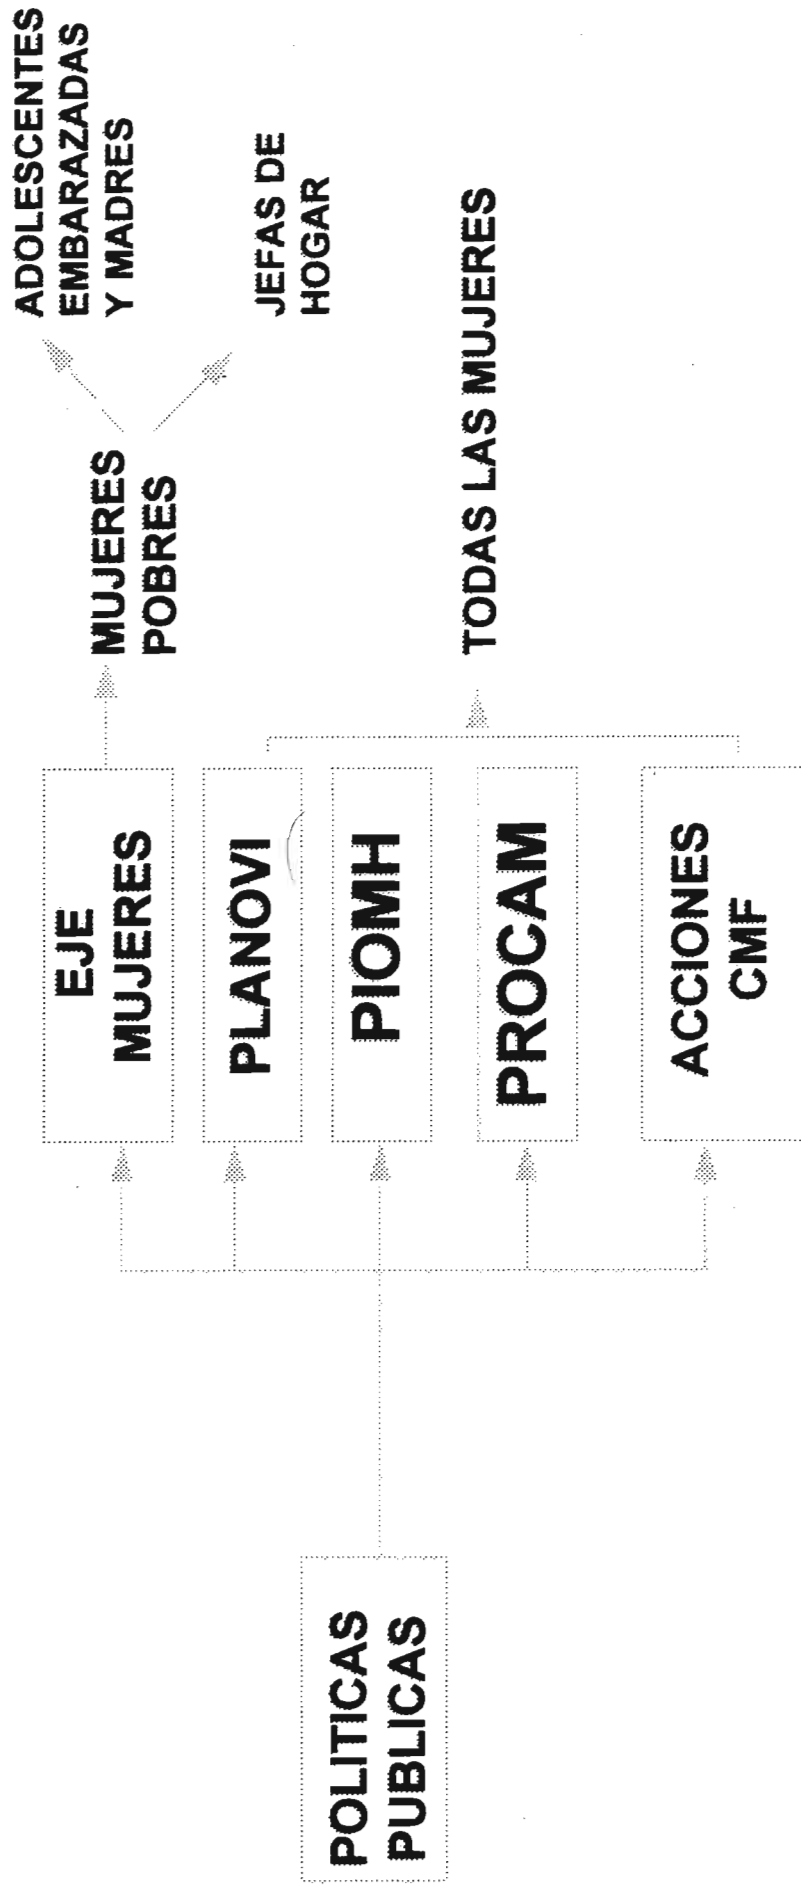 POLITICAS
PUBLICAS
EJE
MUJERES
PLANOVI
PIOMH
PROCAM
ACCIONES
CMF
MUJERES
POBRES
ADOLESCENTES
EMBARAZADAS
Y MADRES
JEFAS DE
HOGAR
TODAS LAS MUJERES